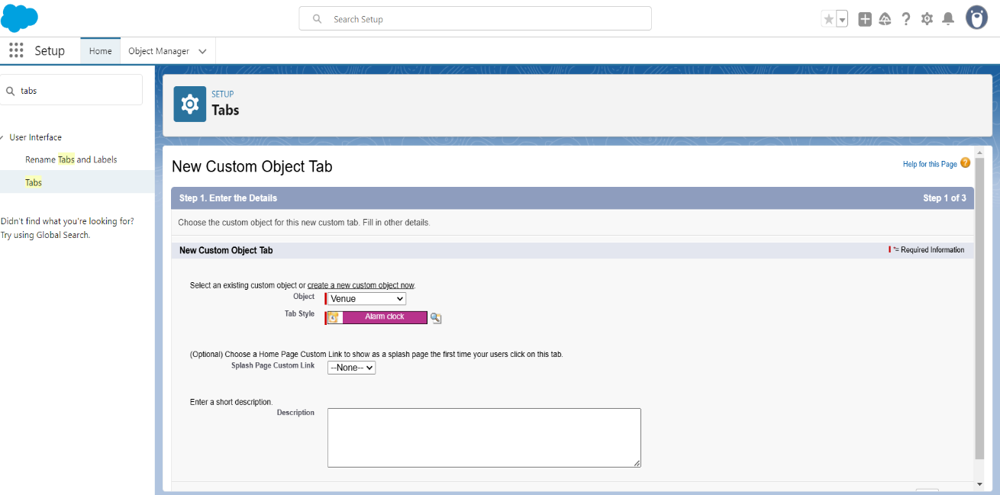 Search Setup
Setup
Home
Object Manager
tabs
User Interface
Rename Tabs and Labels
Tabs
Didn't find what you're looking for?
Try using Global Search.
SETUP
Tabs
New Custom Object Tab
Help for this Page
Step 1. Enter the Details
Step 1 of 3
Choose the custom object for this new custom tab. Fill in other details.
New Custom Object Tab
*= Required Information
Select an existing custom object or create a new custom object now.
Object
Venue
Tab Style
Alarm clock
(Optional) Choose a Home Page Custom Link to show as a splash page the first time your users click on this tab.
Splash Page Custom Link
--None--
Enter a short description.
Description